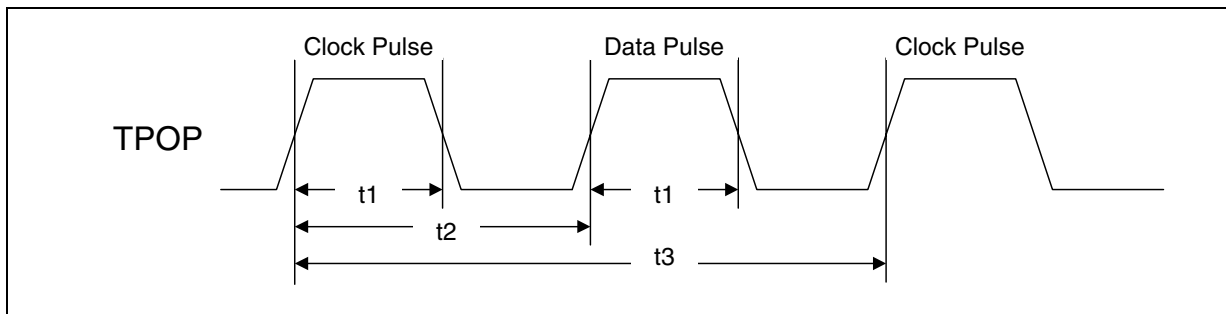 Clock Pulse
Data Pulse
Clock Pulse
TPOP
t1
t1
t2
t3